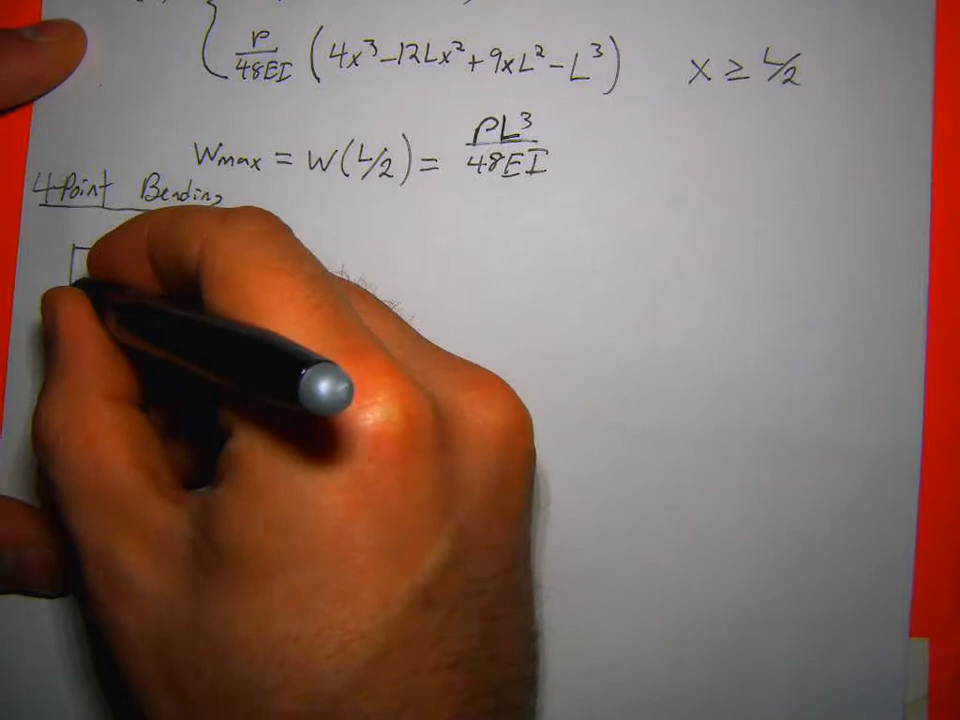 P/48EI (4x³-12Lx²+9xL²-L³) x ≥ L/2
Wmax = W(L/2) = PL³/48EI
4-Point Bending